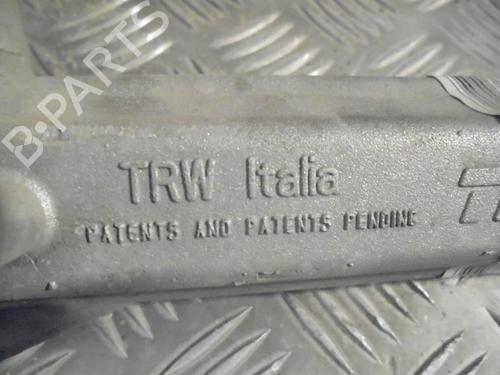 B-PARTS
TRW Italia
PATENTS AND PATENTS PENDING